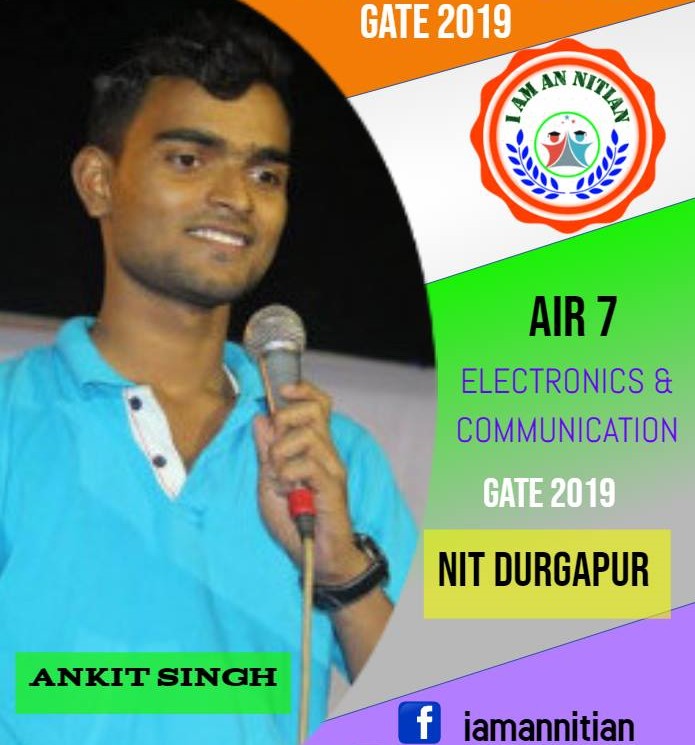 GATE 2019
I AM AN NITIAN
AIR 7
ELECTRONICS &
COMMUNICATION
GATE 2019
NIT DURGAPUR
ANKIT SINGH
f iamannitian